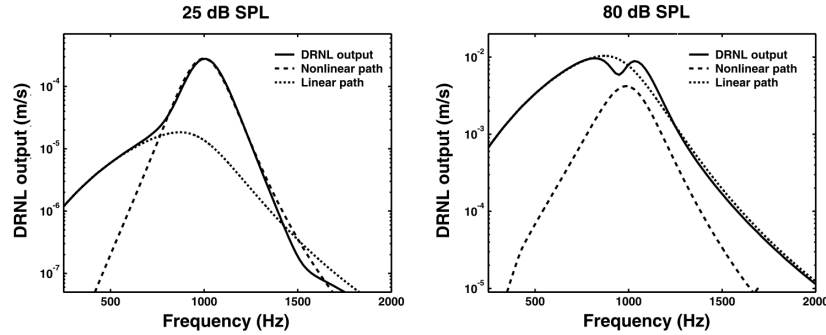 25 dB SPL
DRNL output (m/s)
10⁻⁴
10⁻⁵
10⁻⁶
10⁻⁷
DRNL output
Nonlinear path
Linear path
500
1000
1500
2000
Frequency (Hz)
80 dB SPL
DRNL output (m/s)
10⁻²
10⁻³
10⁻⁴
10⁻⁵
DRNL output
Nonlinear path
Linear path
500
1000
1500
2000
Frequency (Hz)